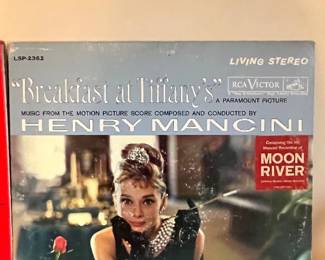 LSP-2362
LIVING STEREO
"Breakfast at Tiffany's"
RCA VICTOR
A PARAMOUNT PICTURE
MUSIC FROM THE MOTION PICTURE SCORE COMPOSED AND CONDUCTED BY
HENRY MANCINI
MOON
RIVER